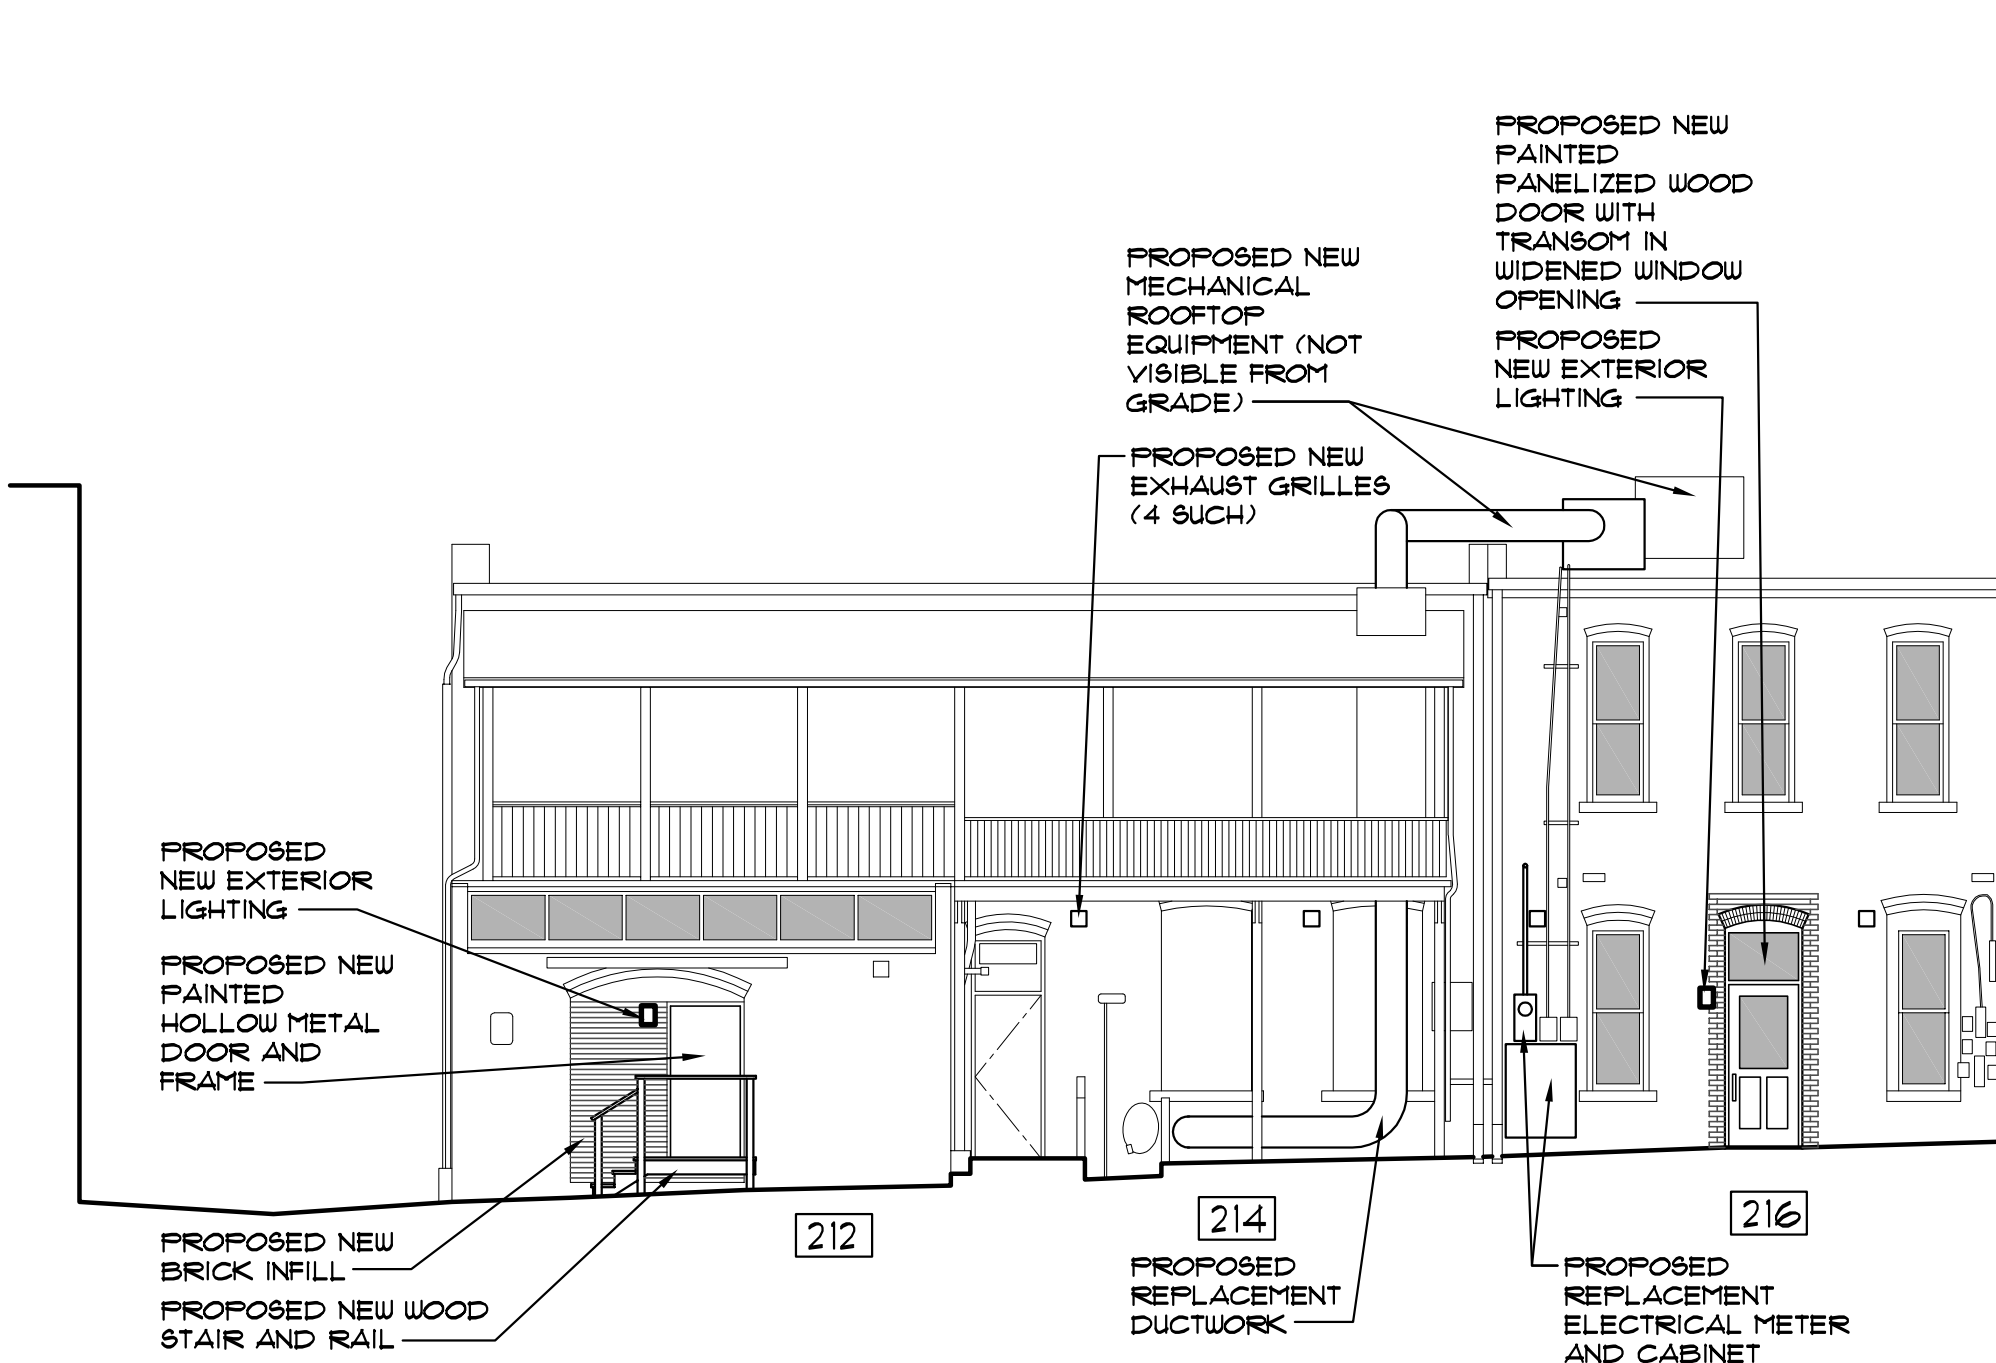 PROPOSED NEW
PAINTED
PANELIZED WOOD
DOOR WITH
TRANSOM IN
WIDENED WINDOW
OPENING
PROPOSED
NEW EXTERIOR
LIGHTING
PROPOSED NEW
MECHANICAL
ROOFTOP
EQUIPMENT (NOT
VISIBLE FROM
GRADE)
PROPOSED NEW
EXHAUST GRILLES
(4 SUCH)
PROPOSED
NEW EXTERIOR
LIGHTING
PROPOSED NEW
PAINTED
HOLLOW METAL
DOOR AND
FRAME
PROPOSED NEW
BRICK INFILL
PROPOSED NEW WOOD
STAIR AND RAIL
212
214
216
PROPOSED
REPLACEMENT
DUCTWORK
PROPOSED
REPLACEMENT
ELECTRICAL METER
AND CABINET